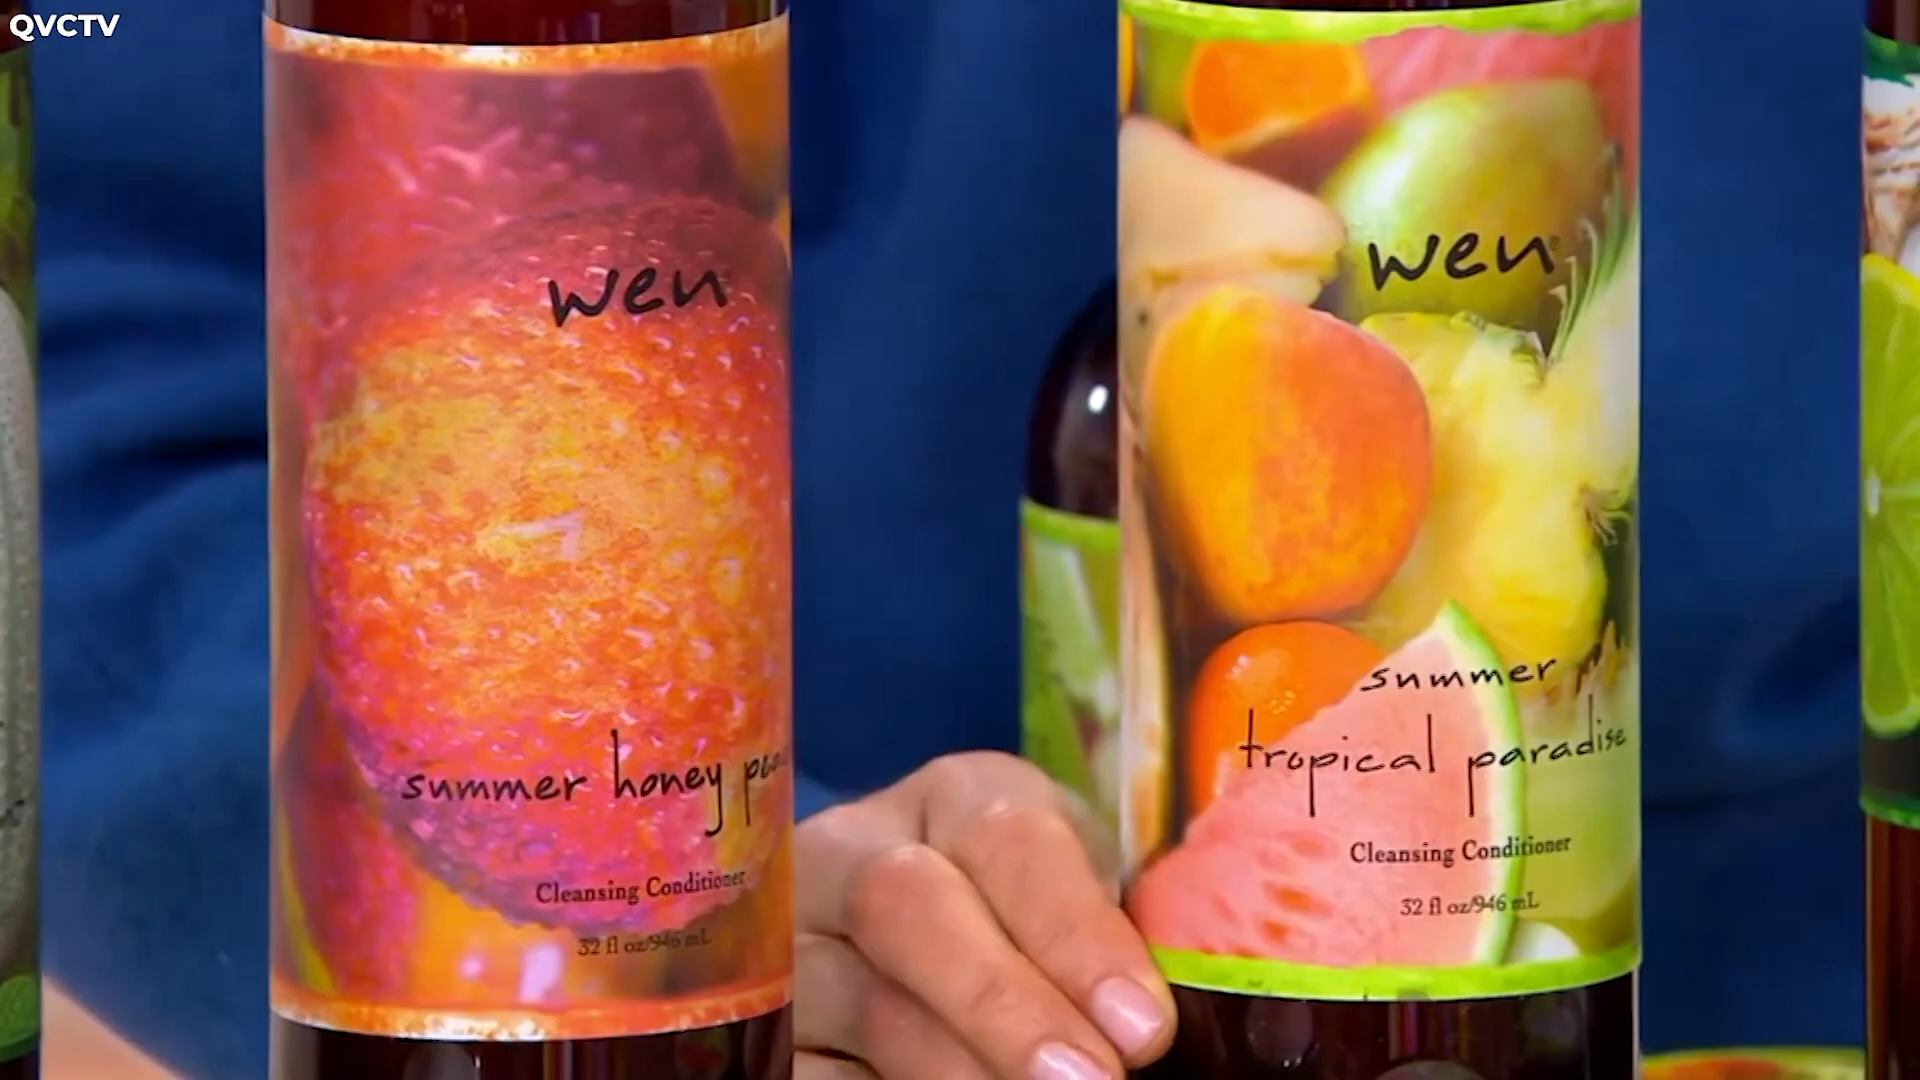 QVCTV
wen
summer honey
Cleansing Conditioner
32 fl oz/946 mL
wen
summer
tropical paradise
Cleansing Conditioner
32 fl oz/946 mL